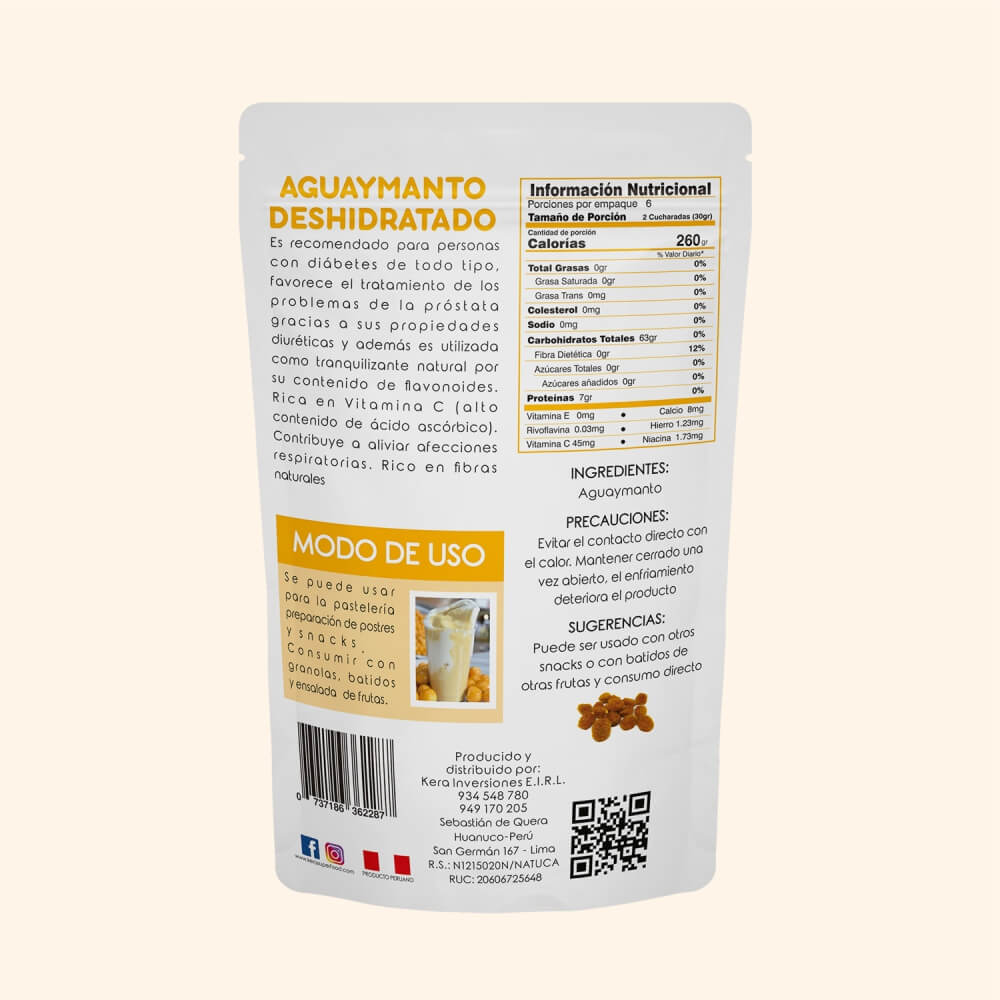 AGUAYMANTO
DESHIDRATADO
Es recomendado para personas
con diábetes de todo tipo,
favorece el tratamiento de los
problemas de la próstata
gracias a sus propiedades
diuréticas y además es utilizada
como tranquilizante natural por
su contenido de flavonoides.
Rica en Vitamina C (alto
contenido de ácido ascórbico).
Contribuye a aliviar afecciones
respiratorias. Rico en fibras
naturales
MODO DE USO
Se puede usar
para la pastelería
preparación de postres
y snacks .
Consumir con
granolas, batidos
y ensalada de frutas.
0 737186 362287
www.kerasuperfood.com
PRODUCTO PERUANO
Información Nutricional
Porciones por empaque 6
Tamaño de Porción 2 Cucharadas (30gr)
Cantidad de porción
Calorías 260 gr
% Valor Diario*
Total Grasas 0gr 0%
Grasa Saturada 0gr 0%
Grasa Trans 0mg 0%
Colesterol 0mg 0%
Sodio 0mg 0%
Carbohidratos Totales 63gr 0%
Fibra Dietética 0gr 12%
Azúcares Totales 0gr 0%
Azúcares añadidos 0gr 0%
Proteínas 7gr 0%
Vitamina E 0mg • Calcio 8mg
Rivoflavina 0.03mg • Hierro 1.23mg
Vitamina C 45mg • Niacina 1.73mg
INGREDIENTES:
Aguaymanto
PRECAUCIONES:
Evitar el contacto directo con
el calor. Mantener cerrado una
vez abierto, el enfriamiento
deteriora el producto
SUGERENCIAS:
Puede ser usado con otros
snacks o con batidos de
otras frutas y consumo directo
Producido y
distribuido por:
Kera Inversiones E.I.R.L.
934 548 780
949 170 205
Sebastián de Quera
Huanuco-Perú
San Germán 167 - Lima
R.S.: N1215020N/NATUCA
RUC: 20606725648